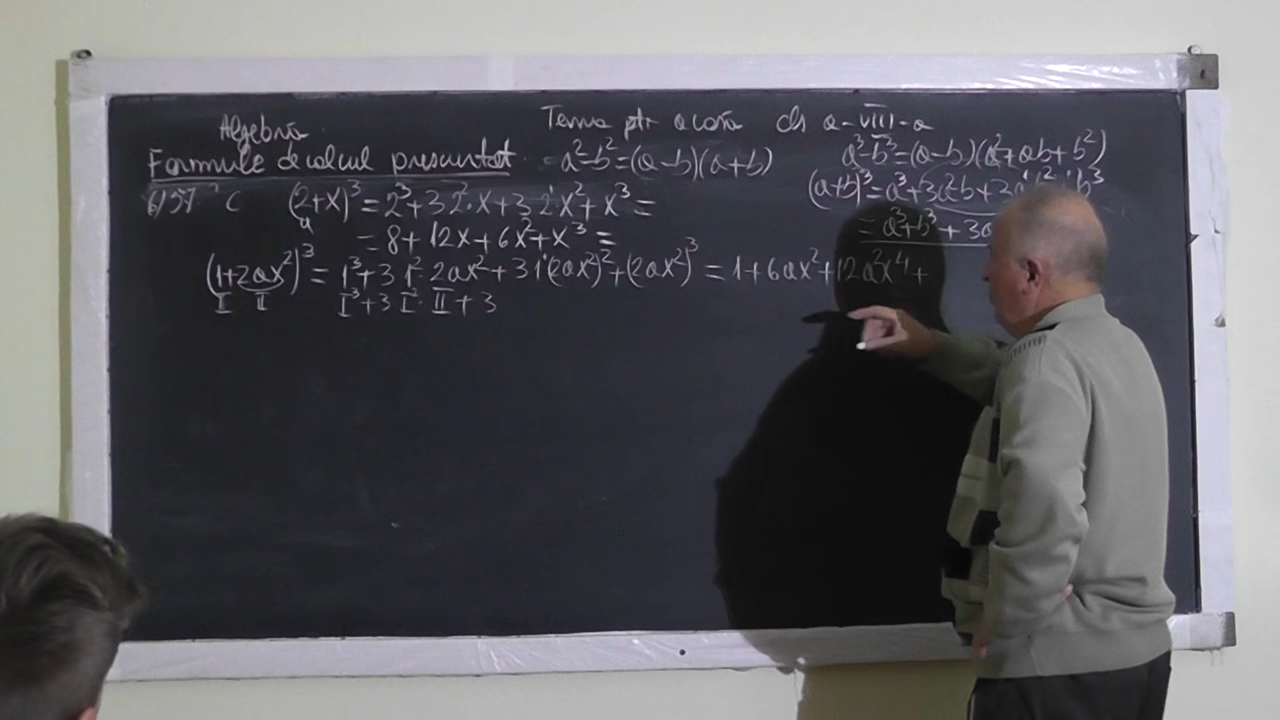 Algebra Tema ptr acasă cls a-VIII-a
Formule de calcul prescurtat a²-b²=(a-b)(a+b) a³-b³=(a-b)(a²+ab+b²)
6/57 c (2+x)³=2³+3·2²·x+3·2·x²+x³= (a+b)³=a³+3a²b+3
=8+12x+6x²+x³= =a³+b³+3a
(1+2ax²)³=1³+3·1²·2ax²+3·1·(2ax²)²+(2ax²)³=1+6ax²+12a²x⁴+
I II I³+3 I²·II+3